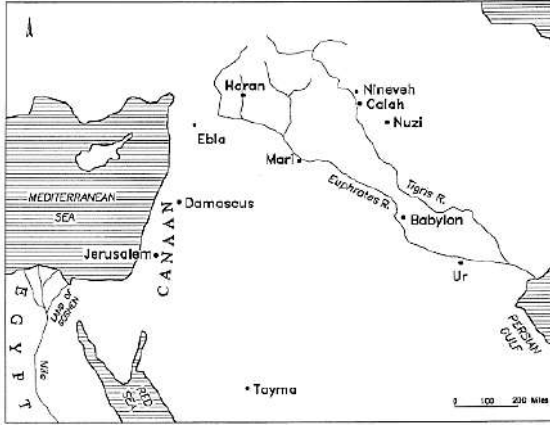 Haran
Nineveh
Calah
Nuzi
Ebla
Mari
Tigris R.
Euphrates R.
MEDITERRANEAN
SEA
Damascus
Babylon
CANAAN
Jerusalem
Ur
LAND OF
GOSHEN
EGYPT
Nile
PERSIAN
GULF
RED
SEA
Tayma
0 100 200 Miles